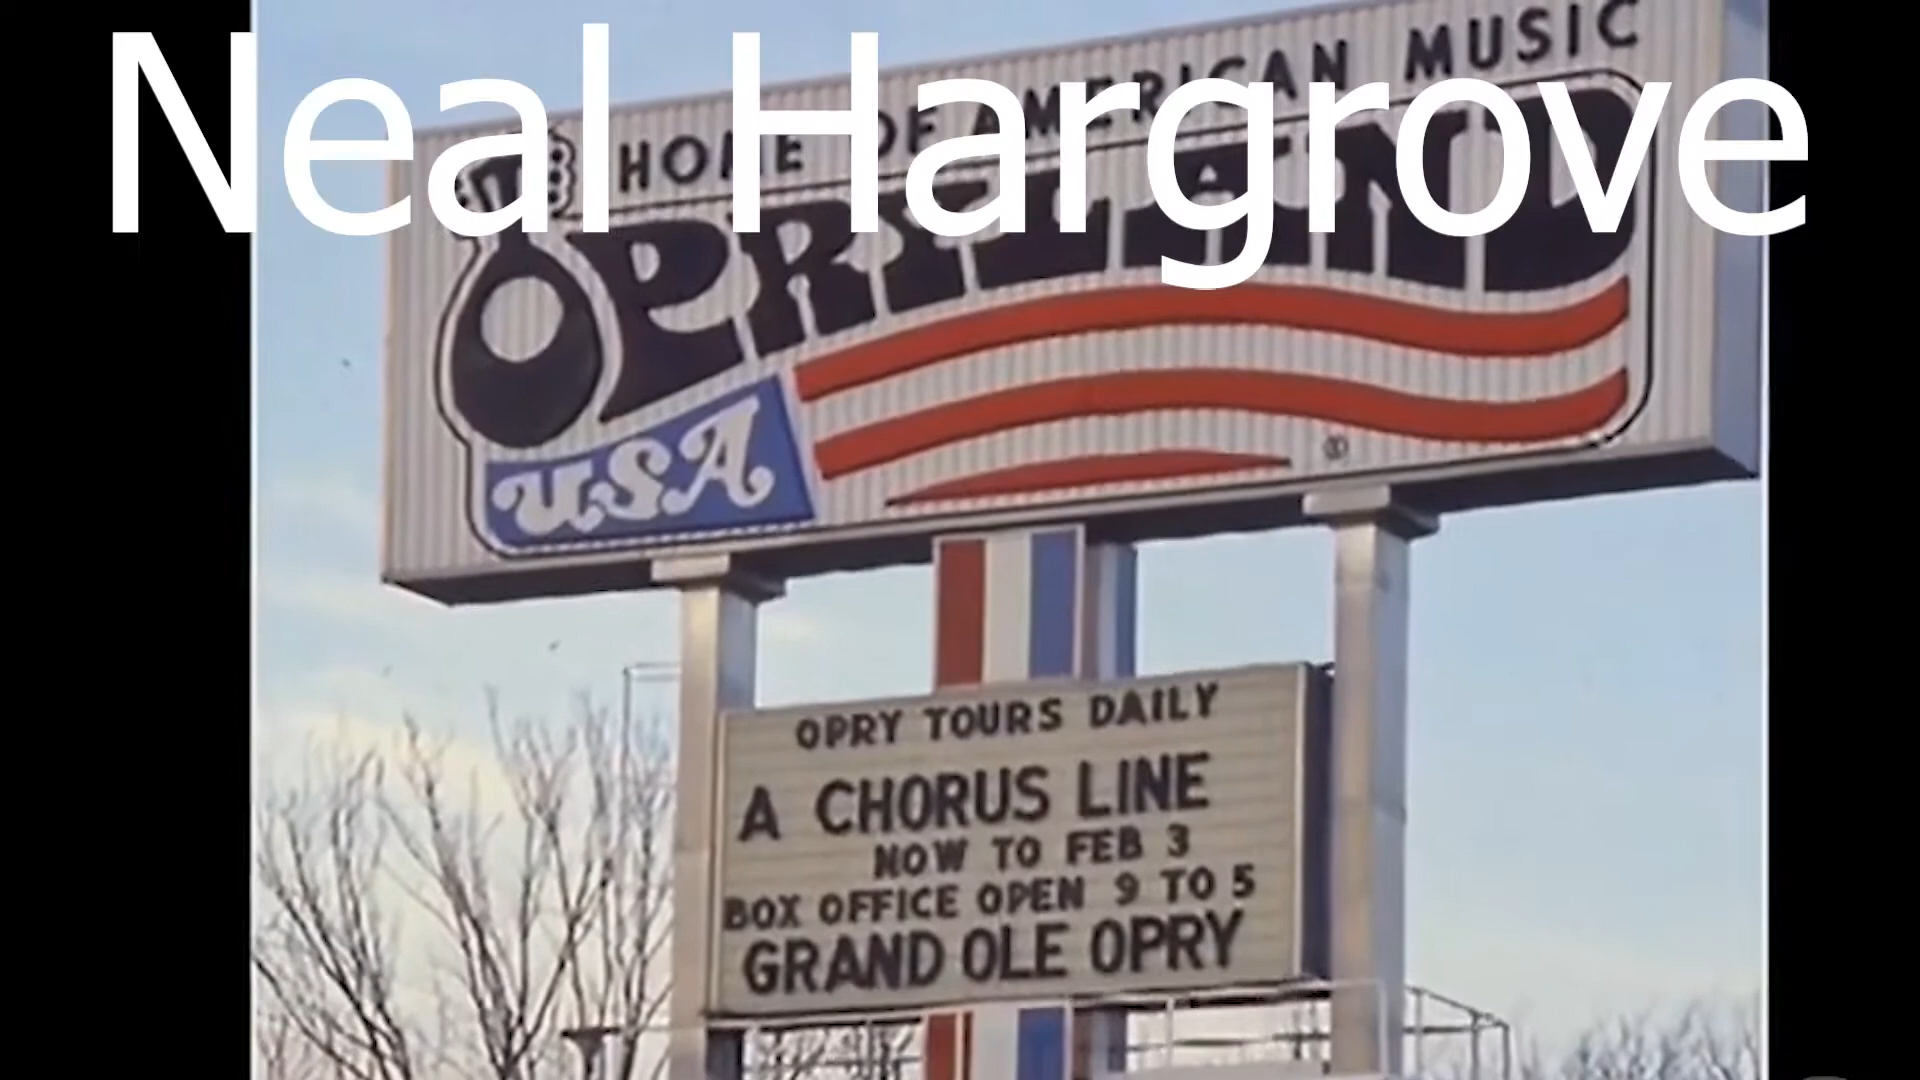 Neal Hargrove
HOME OF AMERICAN MUSIC
OPRYLAND
USA
®
OPRY TOURS DAILY
A CHORUS LINE
NOW TO FEB 3
BOX OFFICE OPEN 9 TO 5
GRAND OLE OPRY